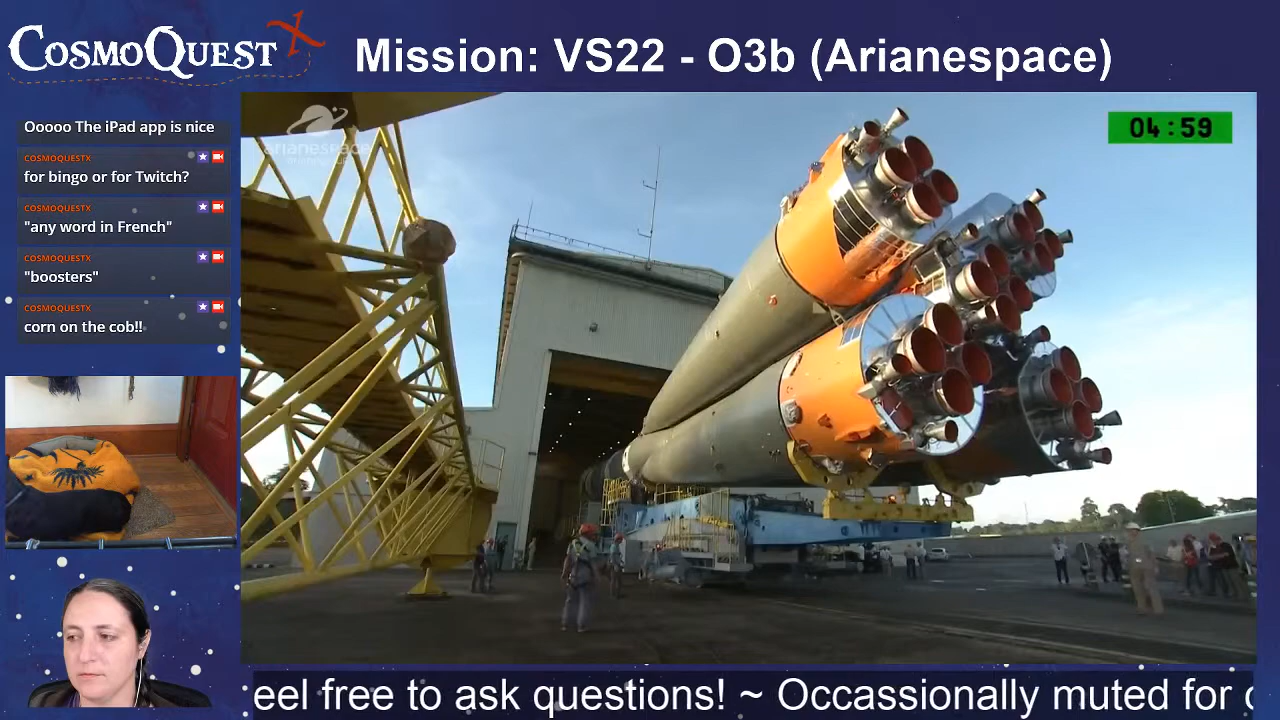 COSMOQUEST X
Mission: VS22 - O3b (Arianespace)
Ooooo The iPad app is nice
COSMOQUESTX
for bingo or for Twitch?
COSMOQUESTX
"any word in French"
COSMOQUESTX
"boosters"
COSMOQUESTX
corn on the cob!!
arianespace
04:59
eel free to ask questions! ~ Occassionally muted for